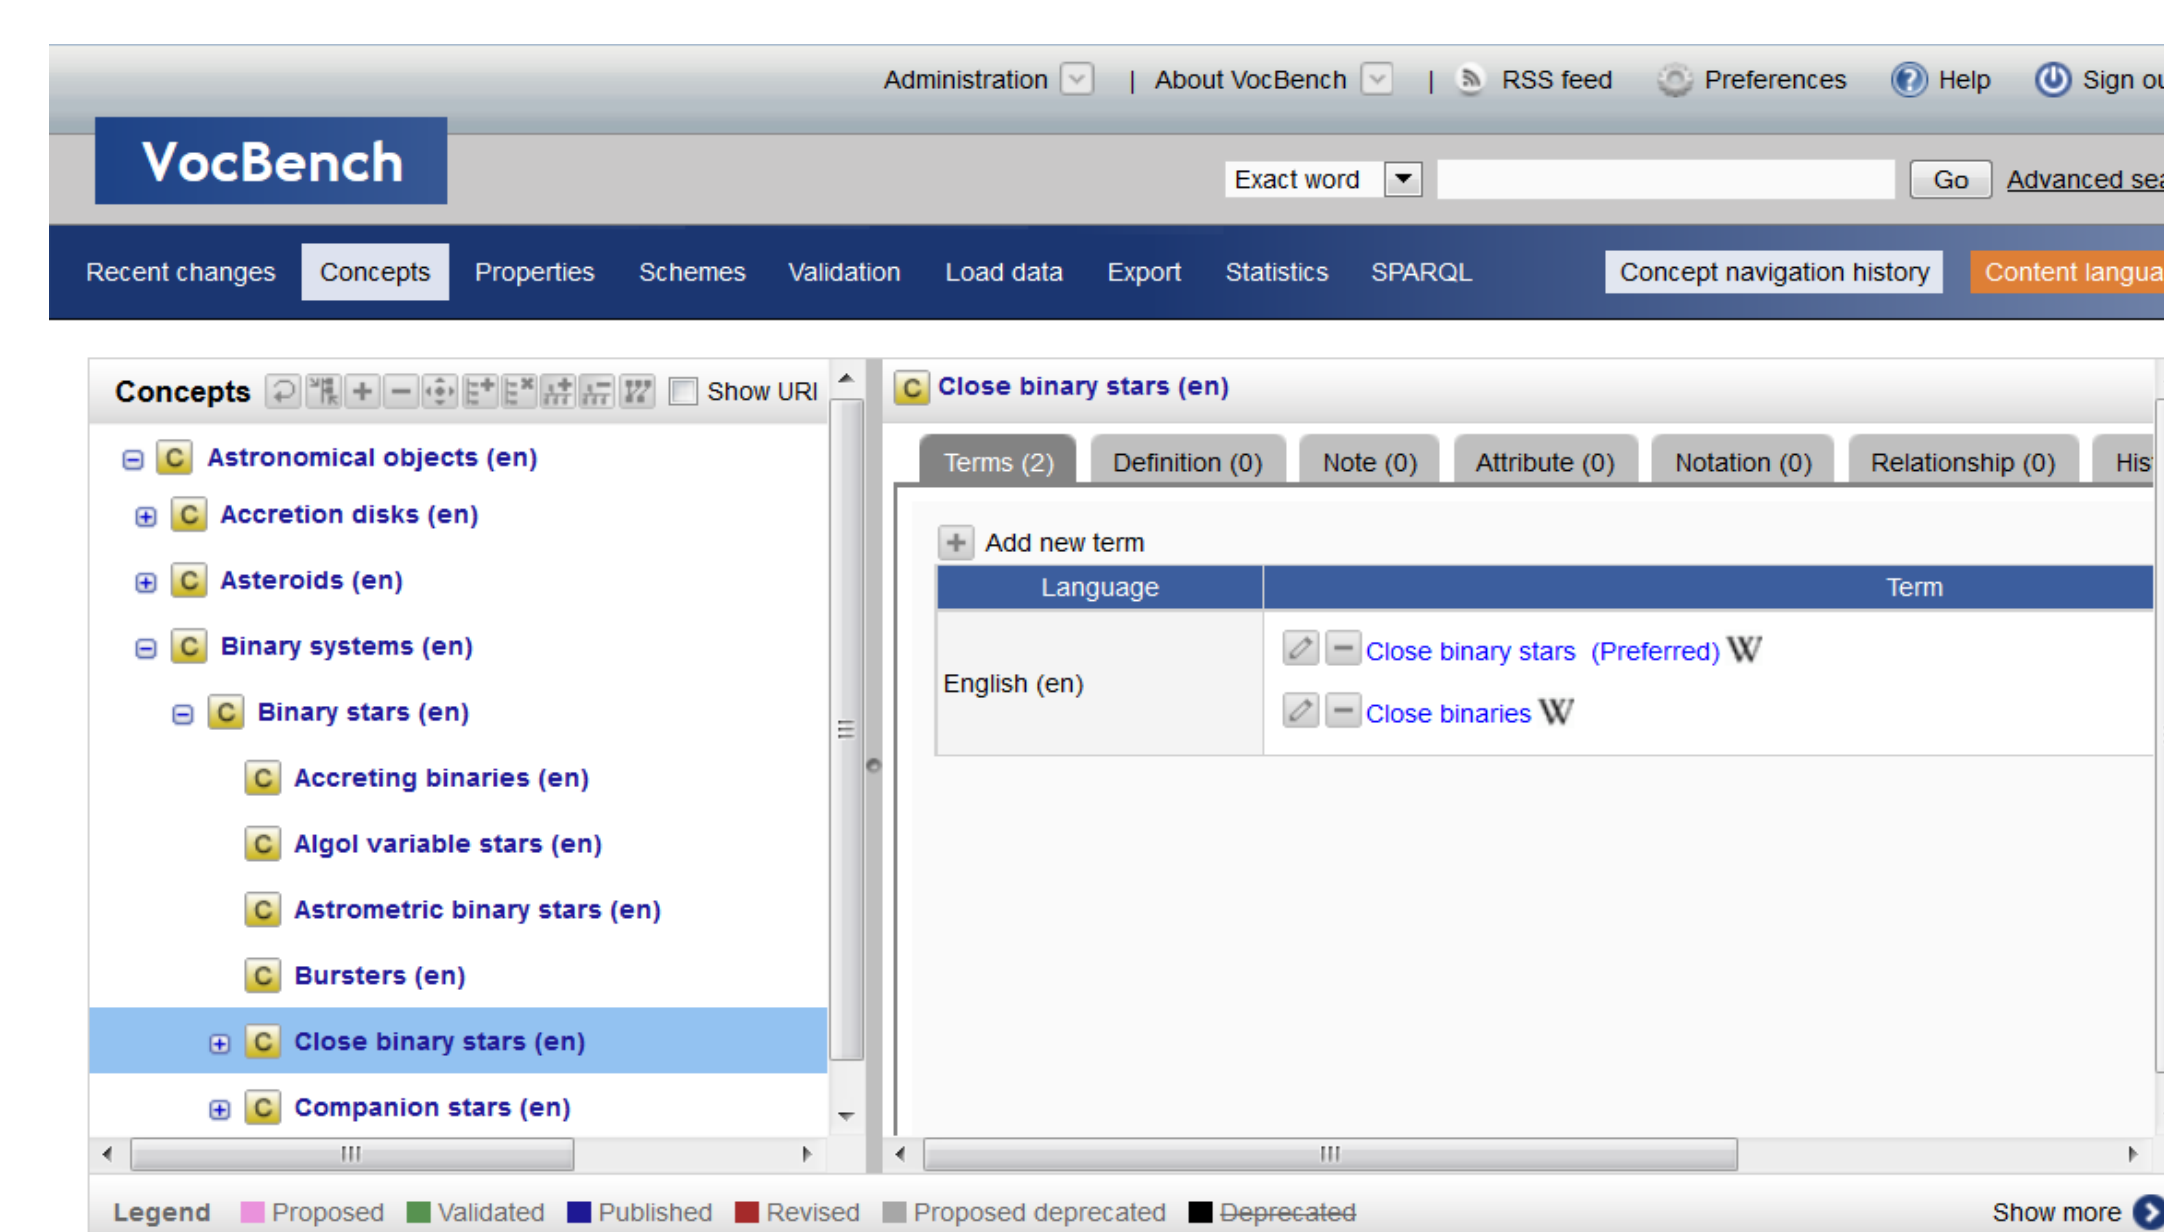 Administration | About VocBench | RSS feed Preferences Help Sign ou
VocBench
Exact word Go Advanced sea
Recent changes Concepts Properties Schemes Validation Load data Export Statistics SPARQL Concept navigation history Content langua
Concepts Show URI
C Astronomical objects (en)
C Accretion disks (en)
C Asteroids (en)
C Binary systems (en)
C Binary stars (en)
C Accreting binaries (en)
C Algol variable stars (en)
C Astrometric binary stars (en)
C Bursters (en)
C Close binary stars (en)
C Companion stars (en)
C Close binary stars (en)
Terms (2) Definition (0) Note (0) Attribute (0) Notation (0) Relationship (0) His
Add new term
Language Term
English (en)
Close binary stars (Preferred) W
Close binaries W
Legend Proposed Validated Published Revised Proposed deprecated Deprecated Show more